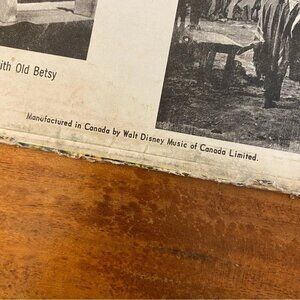 ith Old Betsy
Manufactured in Canada by Walt Disney Music of Canada Limited.